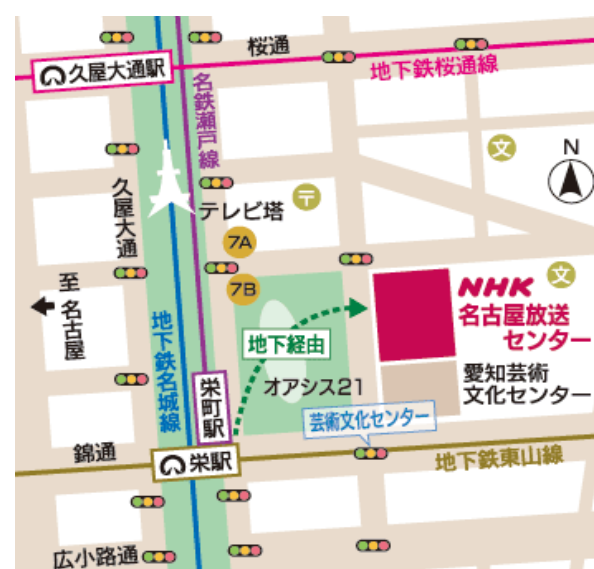 桜通
久屋大通駅
地下鉄桜通線
名鉄瀬戸線
文
N
久屋大通
テレビ塔
〒
7A
7B
至 名古屋
NHK
名古屋放送
センター
文
地下鉄名城線
地下経由
オアシス21
愛知芸術
文化センター
栄町駅
芸術文化センター
錦通
栄駅
地下鉄東山線
広小路通